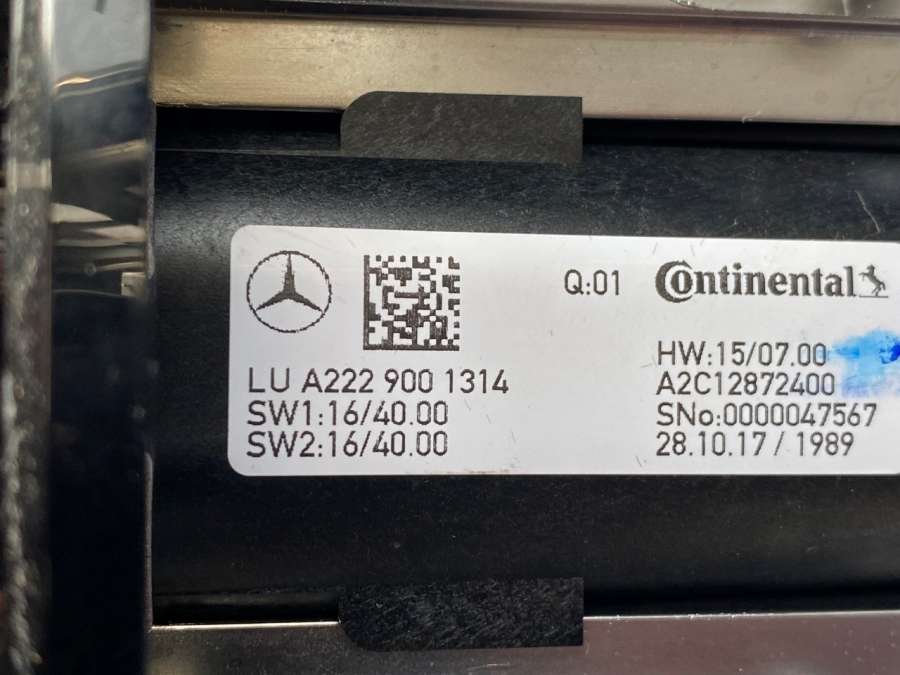 Q:01 Continental
LU A222 900 1314
SW1:16/40.00
SW2:16/40.00
HW:15/07.00
A2C12872400
SNo:0000047567
28.10.17 / 1989